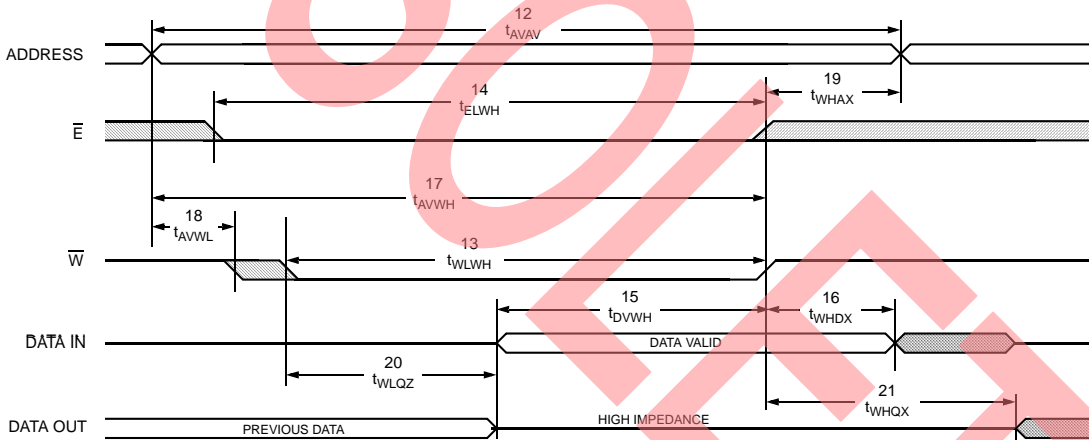 12
tAVAV
ADDRESS
19
tWHAX
14
tELWH
E
17
tAVWH
18
tAVWL
13
tWLWH
W
15
tDVWH
16
tWHDX
DATA IN
DATA VALID
20
tWLQZ
21
tWHQX
DATA OUT
PREVIOUS DATA
HIGH IMPEDANCE